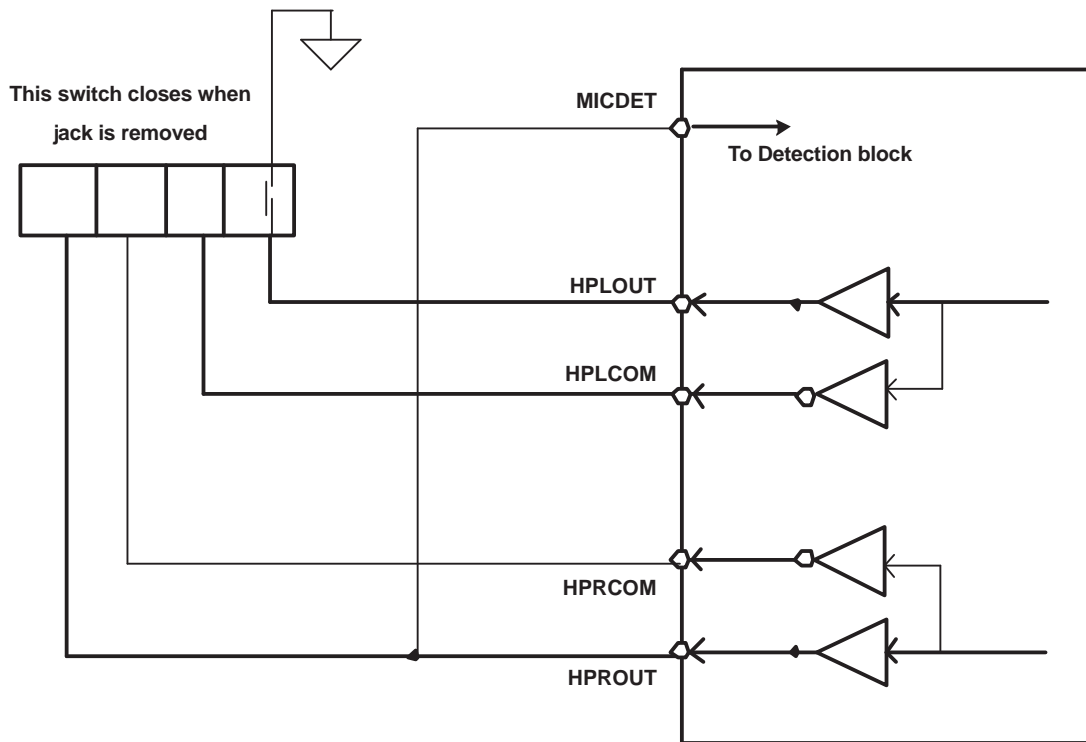 This switch closes when
jack is removed
MICDET
To Detection block
HPLOUT
HPLCOM
HPRCOM
HPROUT